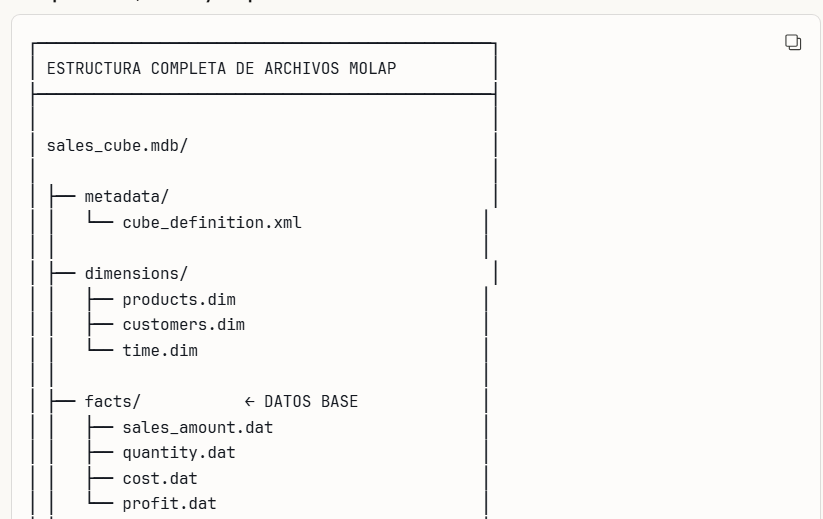 ESTRUCTURA COMPLETA DE ARCHIVOS MOLAP
sales_cube.mdb/
├── metadata/
│   └── cube_definition.xml
├── dimensions/
│   ├── products.dim
│   ├── customers.dim
│   └── time.dim
├── facts/           ← DATOS BASE
│   ├── sales_amount.dat
│   ├── quantity.dat
│   ├── cost.dat
│   └── profit.dat